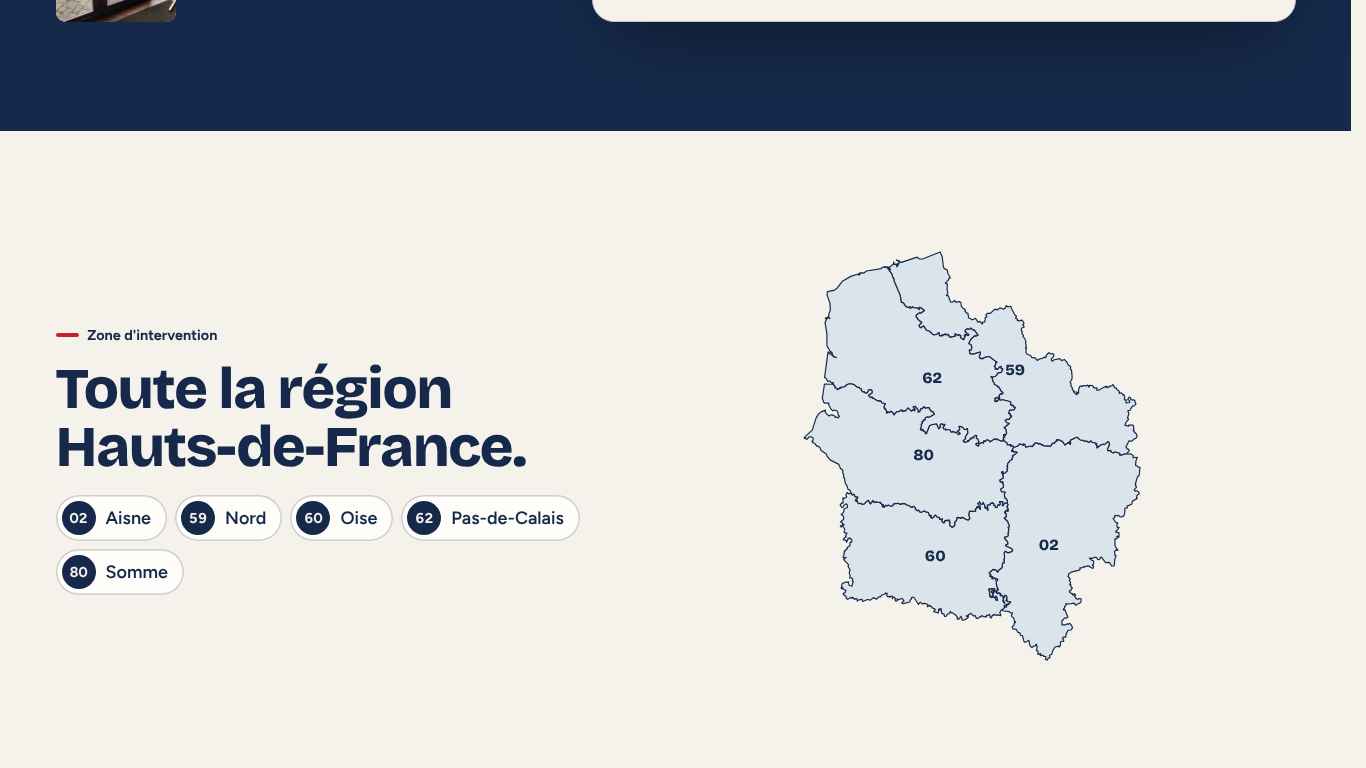 Zone d'intervention
Toute la région
Hauts-de-France.
02 Aisne
59 Nord
60 Oise
62 Pas-de-Calais
80 Somme
59
62
80
02
60